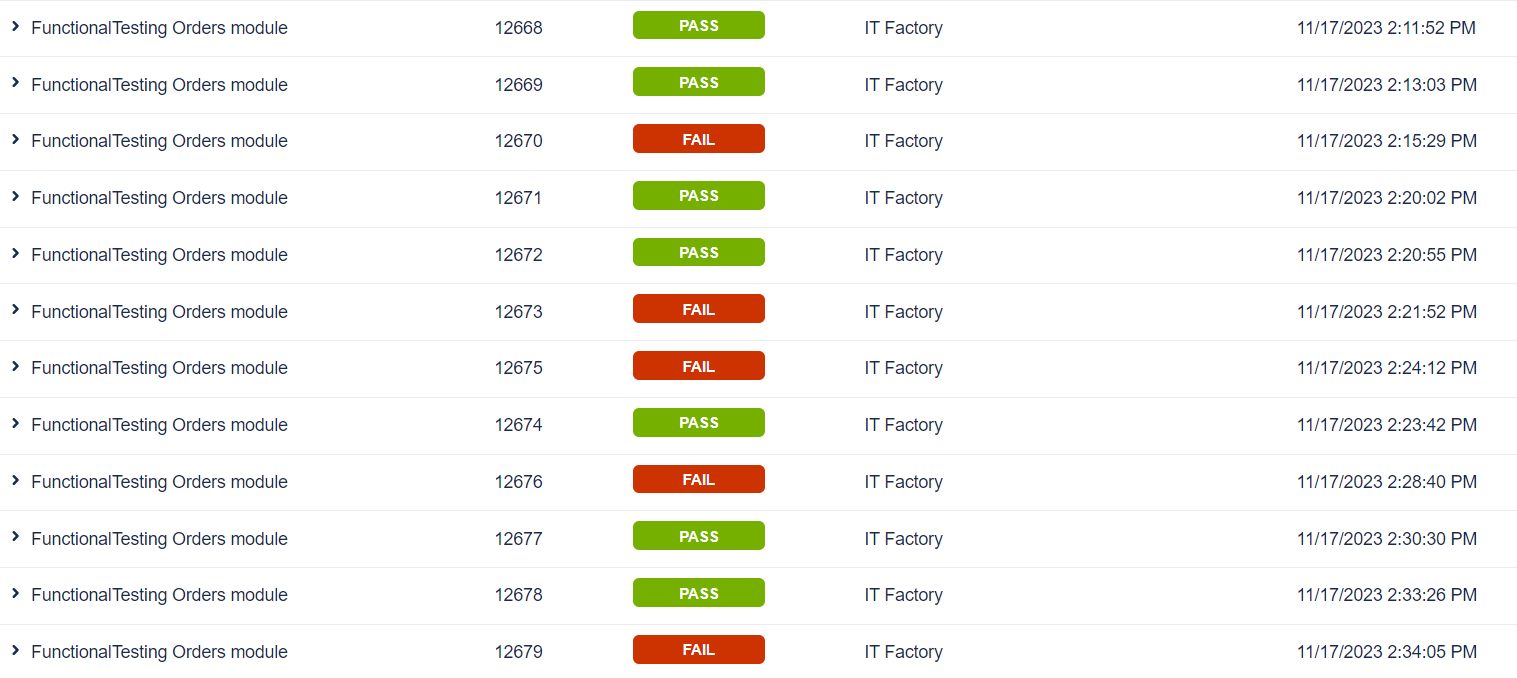 FunctionalTesting Orders module 12668 PASS IT Factory 11/17/2023 2:11:52 PM
FunctionalTesting Orders module 12669 PASS IT Factory 11/17/2023 2:13:03 PM
FunctionalTesting Orders module 12670 FAIL IT Factory 11/17/2023 2:15:29 PM
FunctionalTesting Orders module 12671 PASS IT Factory 11/17/2023 2:20:02 PM
FunctionalTesting Orders module 12672 PASS IT Factory 11/17/2023 2:20:55 PM
FunctionalTesting Orders module 12673 FAIL IT Factory 11/17/2023 2:21:52 PM
FunctionalTesting Orders module 12675 FAIL IT Factory 11/17/2023 2:24:12 PM
FunctionalTesting Orders module 12674 PASS IT Factory 11/17/2023 2:23:42 PM
FunctionalTesting Orders module 12676 FAIL IT Factory 11/17/2023 2:28:40 PM
FunctionalTesting Orders module 12677 PASS IT Factory 11/17/2023 2:30:30 PM
FunctionalTesting Orders module 12678 PASS IT Factory 11/17/2023 2:33:26 PM
FunctionalTesting Orders module 12679 FAIL IT Factory 11/17/2023 2:34:05 PM